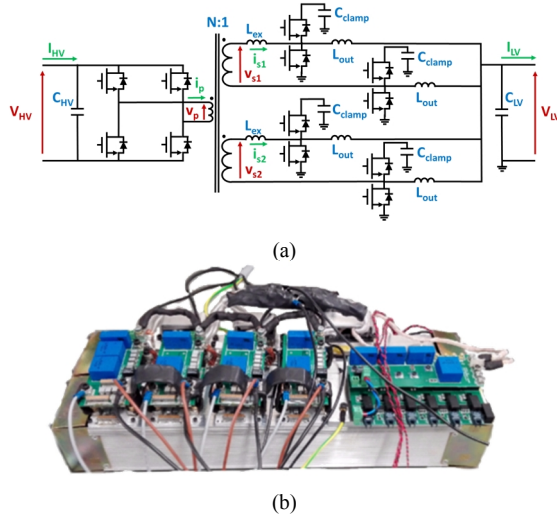 N:1
I_HV
V_HV
C_HV
i_p
v_p
L_ex
i_s1
v_s1
C_clamp
L_out
C_clamp
L_out
L_ex
i_s2
v_s2
C_clamp
L_out
C_clamp
L_out
I_LV
C_LV
V_LV
(a)
(b)